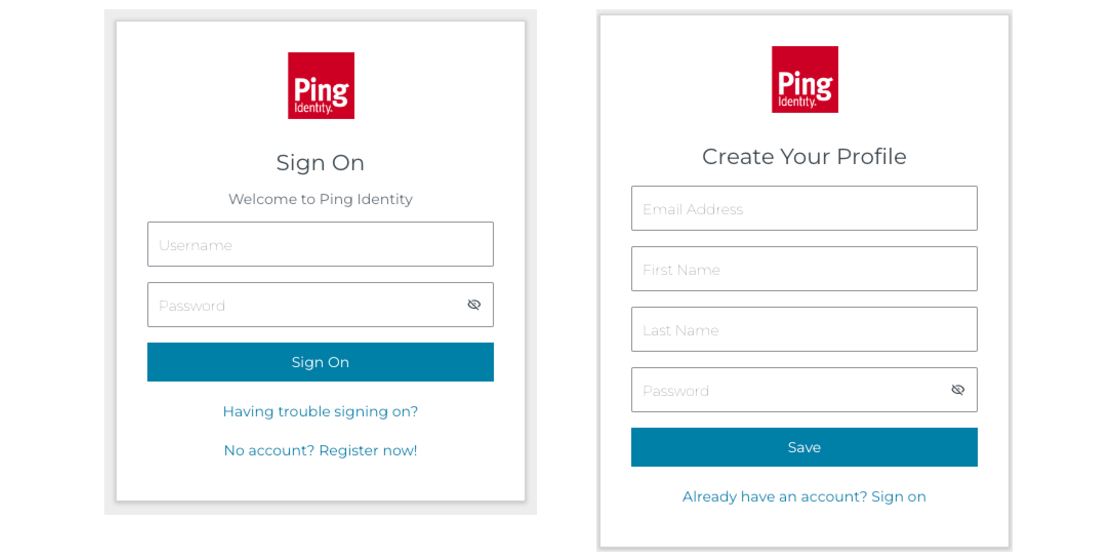 Ping
Identity.
Sign On
Welcome to Ping Identity
Username
Password
Sign On
Having trouble signing on?
No account? Register now!
Ping
Identity.
Create Your Profile
Email Address
First Name
Last Name
Password
Save
Already have an account? Sign on